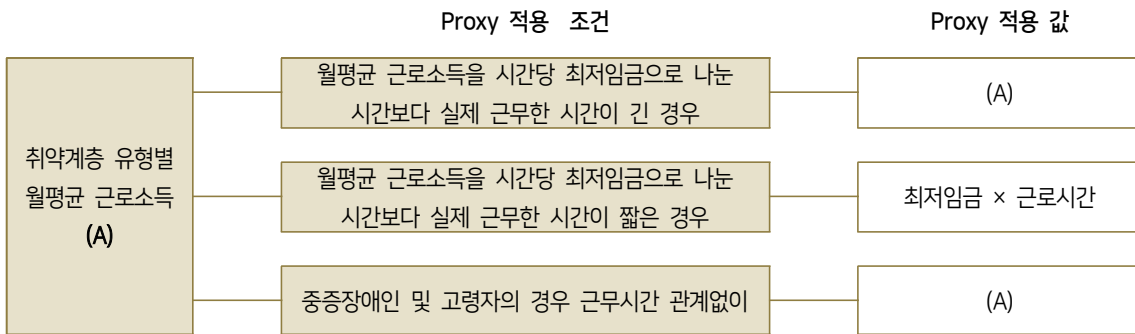 Proxy 적용 조건
Proxy 적용 값
취약계층 유형별
월평균 근로소득
(A)
월평균 근로소득을 시간당 최저임금으로 나눈
시간보다 실제 근무한 시간이 긴 경우
(A)
월평균 근로소득을 시간당 최저임금으로 나눈
시간보다 실제 근무한 시간이 짧은 경우
최저임금 × 근로시간
중증장애인 및 고령자의 경우 근무시간 관계없이
(A)